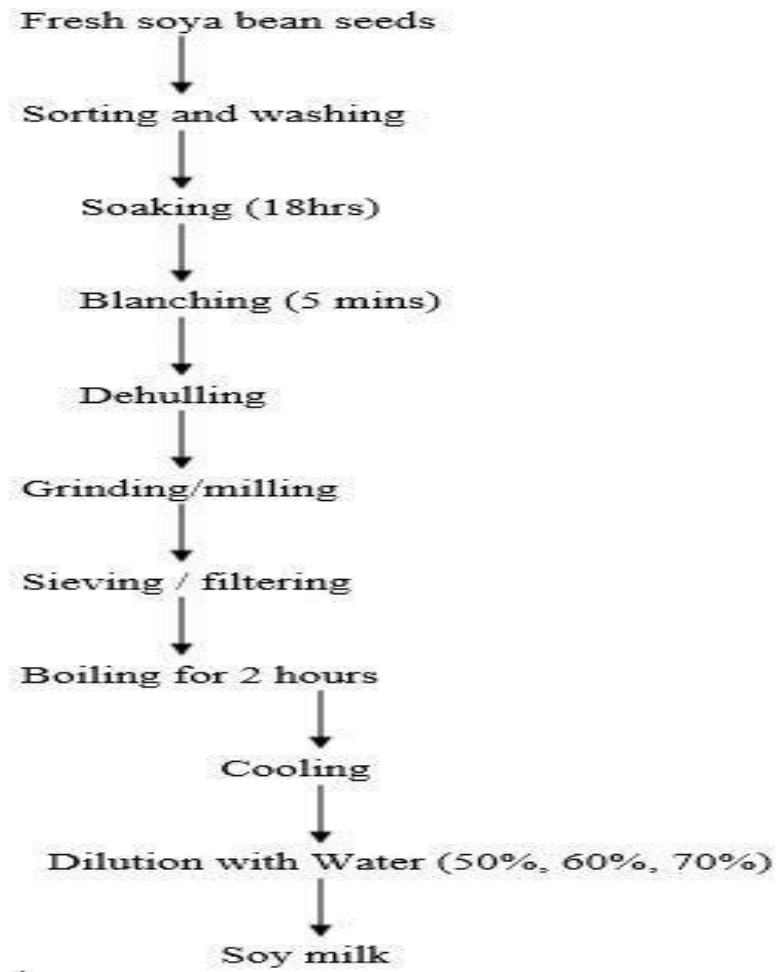 Fresh soya bean seeds
Sorting and washing
Soaking (18hrs)
Blanching (5 mins)
Dehulling
Grinding/milling
Sieving / filtering
Boiling for 2 hours
Cooling
Dilution with Water (50%, 60%, 70%)
Soy milk